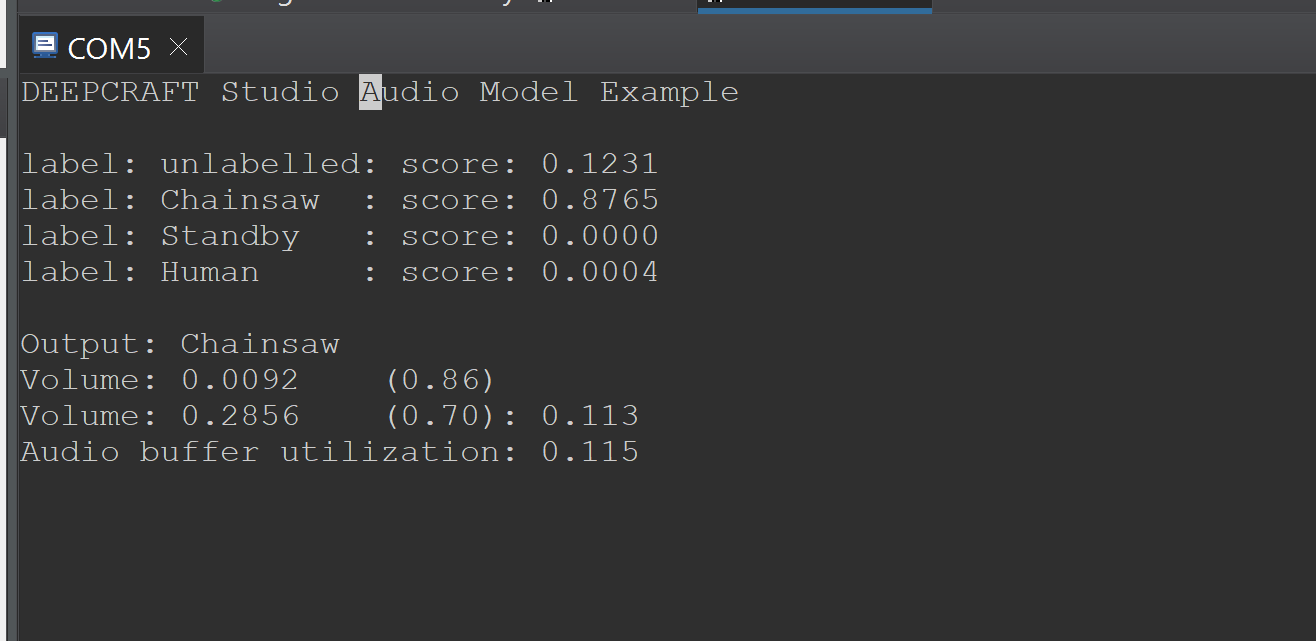 COM5
DEEPCRAFT Studio Audio Model Example
label: unlabelled: score: 0.1231
label: Chainsaw  : score: 0.8765
label: Standby   : score: 0.0000
label: Human     : score: 0.0004
Output: Chainsaw
Volume: 0.0092    (0.86)
Volume: 0.2856    (0.70): 0.113
Audio buffer utilization: 0.115